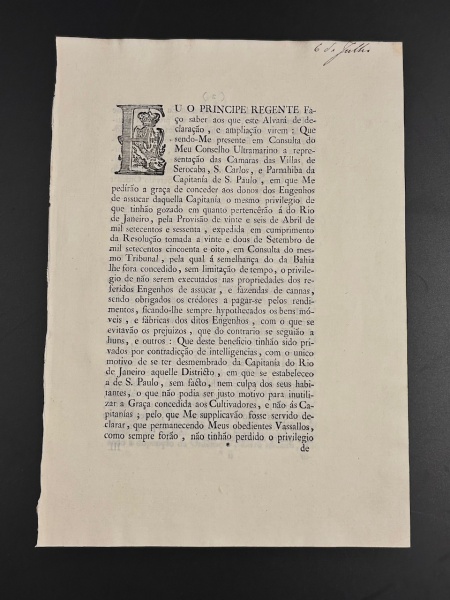 6 de Julho
EU O PRINCIPE REGENTE Fa-
ço saber aos que este Alvará de de-
claração, e ampliação virem: Que
sendo-Me presente em Consulta do
Meu Conselho Ultramarino a repre-
sentação das Camaras das Villas de
Serocaba, S. Carlos, e Parnahiba da
Capitanía de S. Paulo, em que Me
pedirão a graça de conceder aos donos dos Engenhos
de assucar daquella Capitanía o mesmo privilegio de
que tinhão gozado em quanto pertencêrão á do Rio
de Janeiro, pela Provisão de vinte e seis de Abril de
mil setecentos e sessenta, expedida em cumprimento
da Resolução tomada a vinte e dous de Setembro de
mil setecentos cincoenta e oito, em Consulta do mes-
mo Tribunal, pela qual á semelhança do da Bahia
lhe fora concedido, sem limitação de tempo, o privile-
gio de não serem executados nas propriedades dos re-
feridos Engenhos de assucar, e fazendas de cannas,
sendo obrigados os crédores a pagar-se pelos rendi-
mentos, ficando-lhe sempre hypothecados os bens mó-
veis, e fábricas dos ditos Engenhos, com o que se
evitavão os prejuizos, que do contrario se seguião a
huns, e outros: Que deste beneficio tinhão sido pri-
vados por contradicção de intelligencias, com o unico
motivo de se ter desmembrado da Capitanía do Rio
de Janeiro aquelle Districto, em que se estabeleceo
a de S. Paulo, sem facto, nem culpa dos seus habi-
tantes, o que não podia ser justo motivo para inutili-
zar a Graça concedida aos Cultivadores, e não ás Ca-
pitanías; pelo que Me supplicavão fosse servido de-
clarar, que permanecendo Meus obedientes Vassallos,
como sempre forão, não tinhão perdido o privilegio
* de